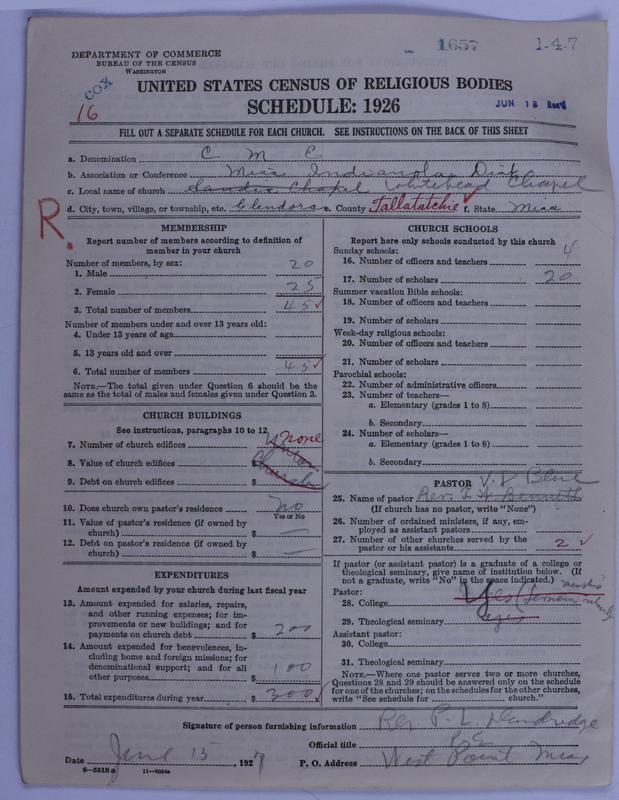 1657
1-4-7
DEPARTMENT OF COMMERCE
BUREAU OF THE CENSUS
WASHINGTON
COX
16
UNITED STATES CENSUS OF RELIGIOUS BODIES
SCHEDULE: 1926
JUN 18 Rec'd
FILL OUT A SEPARATE SCHEDULE FOR EACH CHURCH. SEE INSTRUCTIONS ON THE BACK OF THIS SHEET
a. Denomination C M E
b. Association or Conference Miss Indianola Dist
c. Local name of church Chapel Whitehead Chapel
d. City, town, village, or township, etc. Glendora e. County Tallatatchie f. State Miss
R.
MEMBERSHIP
Report number of members according to definition of member in your church
Number of members, by sex:
1. Male 20
2. Female 25
3. Total number of members 45
Number of members under and over 13 years old:
4. Under 13 years of age
5. 13 years old and over
6. Total number of members 45
NOTE.—The total given under Question 6 should be the same as the total of males and females given under Question 3.
CHURCH BUILDINGS
See instructions, paragraphs 10 to 12
7. Number of church edifices none
8. Value of church edifices $
9. Debt on church edifices $ Church
10. Does church own pastor's residence no
Yes or No
11. Value of pastor's residence (if owned by church) $ —
12. Debt on pastor's residence (if owned by church) $ —
EXPENDITURES
Amount expended by your church during last fiscal year
13. Amount expended for salaries, repairs, and other running expenses; for improvements or new buildings; and for payments on church debt $ 200
14. Amount expended for benevolences, including home and foreign missions; for denominational support; and for all other purposes $ 100
15. Total expenditures during year $ 300
CHURCH SCHOOLS
Report here only schools conducted by this church
Sunday schools:
16. Number of officers and teachers 4
17. Number of scholars 20
Summer vacation Bible schools:
18. Number of officers and teachers
19. Number of scholars
Week-day religious schools:
20. Number of officers and teachers
21. Number of scholars
Parochial schools:
22. Number of administrative officers
23. Number of teachers—
a. Elementary (grades 1 to 8)
b. Secondary
24. Number of scholars—
a. Elementary (grades 1 to 8)
b. Secondary
PASTOR
25. Name of pastor Rev. Bennett
(If church has no pastor, write "None")
26. Number of ordained ministers, if any, employed as assistant pastors
27. Number of other churches served by the pastor or his assistants 2
If pastor (or assistant pastor) is a graduate of a college or theological seminary, give name of institution below. (If not a graduate, write "No" in the space indicated.)
Pastor:
28. College Yes
29. Theological seminary yes
Assistant pastor:
30. College
31. Theological seminary
NOTE.—Where one pastor serves two or more churches, Questions 28 and 29 should be answered only on the schedule for one of the churches; on the schedules for the other churches, write "See schedule for church."
Signature of person furnishing information Rev P. L. Dandridge
Official title P. E.
Date June 15, 1927
P. O. Address West Point Miss
8—5518a 11—9054a